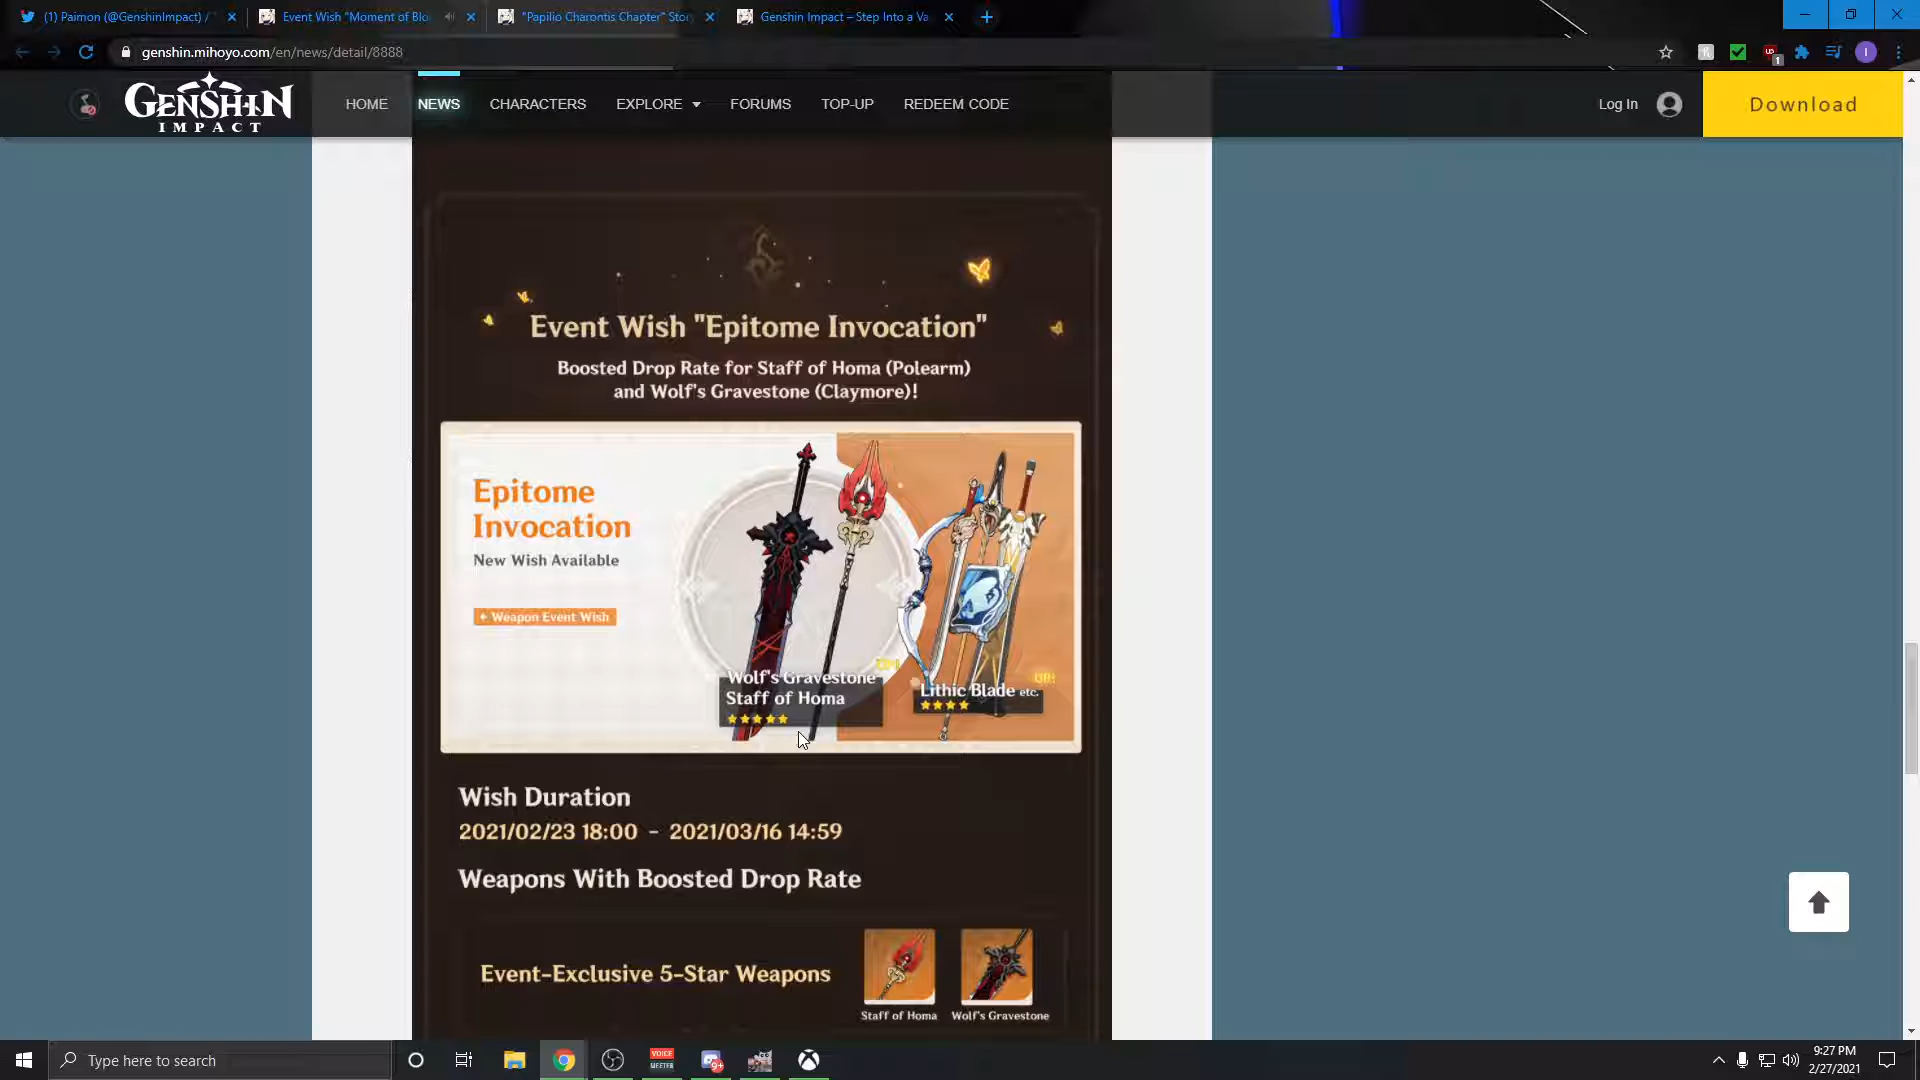 (1) Paimon (@GenshinImpact) /
Event Wish "Moment of Blo
"Papilio Charontis Chapter" Stor
Genshin Impact – Step Into a Va
genshin.mihoyo.com/en/news/detail/8888
GENSHIN
IMPACT
HOME
NEWS
CHARACTERS
EXPLORE
FORUMS
TOP-UP
REDEEM CODE
Log In
Download
Event Wish "Epitome Invocation"
Boosted Drop Rate for Staff of Homa (Polearm)
and Wolf's Gravestone (Claymore)!
Epitome
Invocation
New Wish Available
Weapon Event Wish
Wolf's Gravestone
Staff of Homa
UP!
Lithic Blade etc.
Wish Duration
2021/02/23 18:00 - 2021/03/16 14:59
Weapons With Boosted Drop Rate
Event-Exclusive 5-Star Weapons
Staff of Homa
Wolf's Gravestone
Type here to search
VOICE
MEETER
9+
9:27 PM
2/27/2021